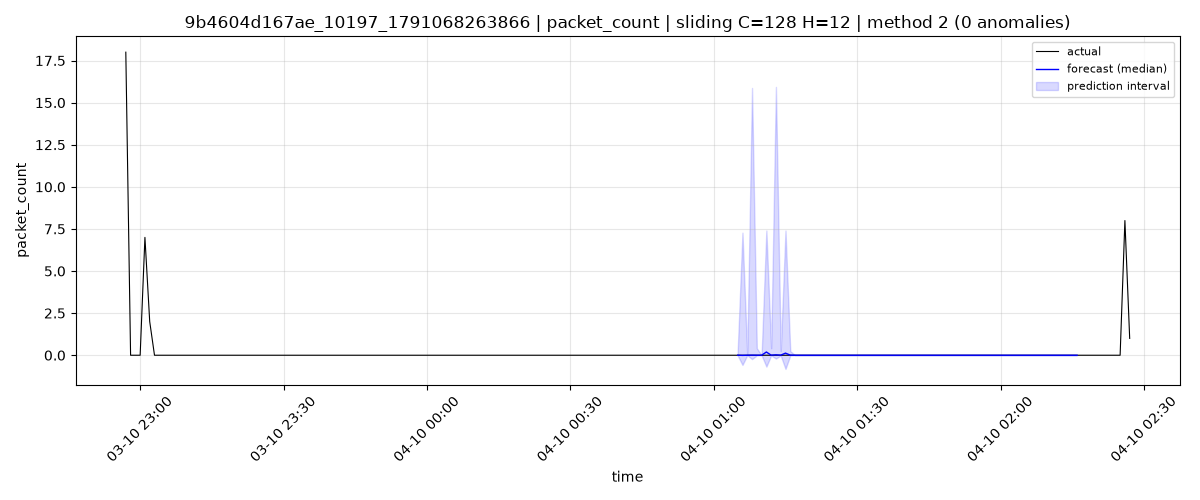 9b4604d167ae_10197_1791068263866 | packet_count | sliding C=128 H=12 | method 2 (0 anomalies)
actual
forecast (median)
prediction interval
packet_count
17.5
15.0
12.5
10.0
7.5
5.0
2.5
0.0
03-10 23:00
03-10 23:30
04-10 00:00
04-10 00:30
04-10 01:00
04-10 01:30
04-10 02:00
04-10 02:30
time